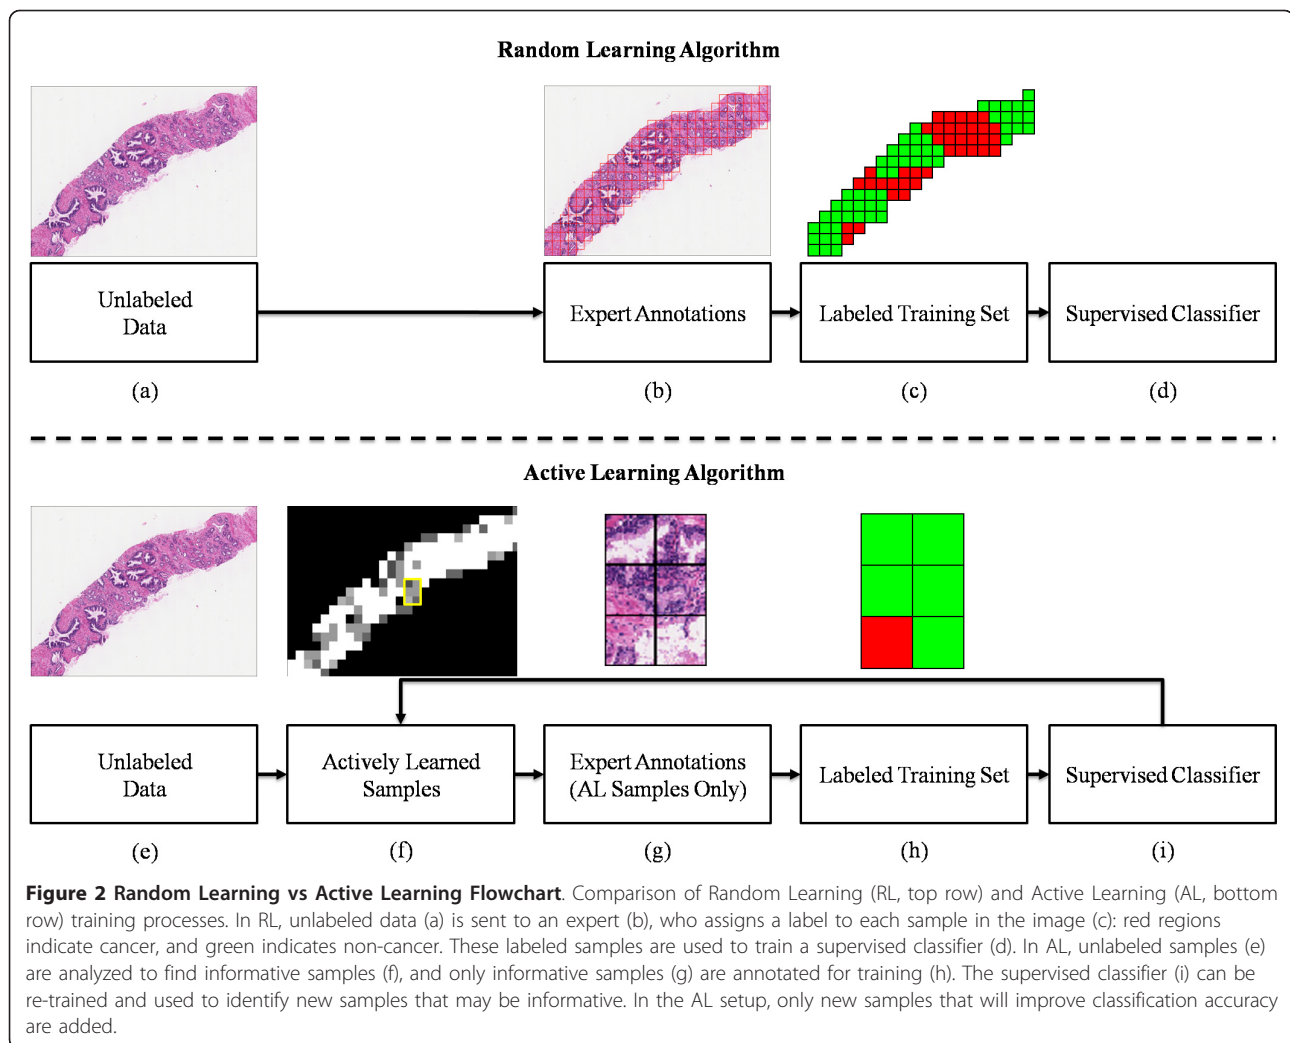 Random Learning Algorithm
Unlabeled
Data
Expert Annotations
Labeled Training Set
Supervised Classifier
(a)
(b)
(c)
(d)
Active Learning Algorithm
Unlabeled
Data
Actively Learned
Samples
Expert Annotations
(AL Samples Only)
Labeled Training Set
Supervised Classifier
(e)
(f)
(g)
(h)
(i)
Figure 2 Random Learning vs Active Learning Flowchart. Comparison of Random Learning (RL, top row) and Active Learning (AL, bottom
row) training processes. In RL, unlabeled data (a) is sent to an expert (b), who assigns a label to each sample in the image (c): red regions
indicate cancer, and green indicates non-cancer. These labeled samples are used to train a supervised classifier (d). In AL, unlabeled samples (e)
are analyzed to find informative samples (f), and only informative samples (g) are annotated for training (h). The supervised classifier (i) can be
re-trained and used to identify new samples that may be informative. In the AL setup, only new samples that will improve classification accuracy
are added.